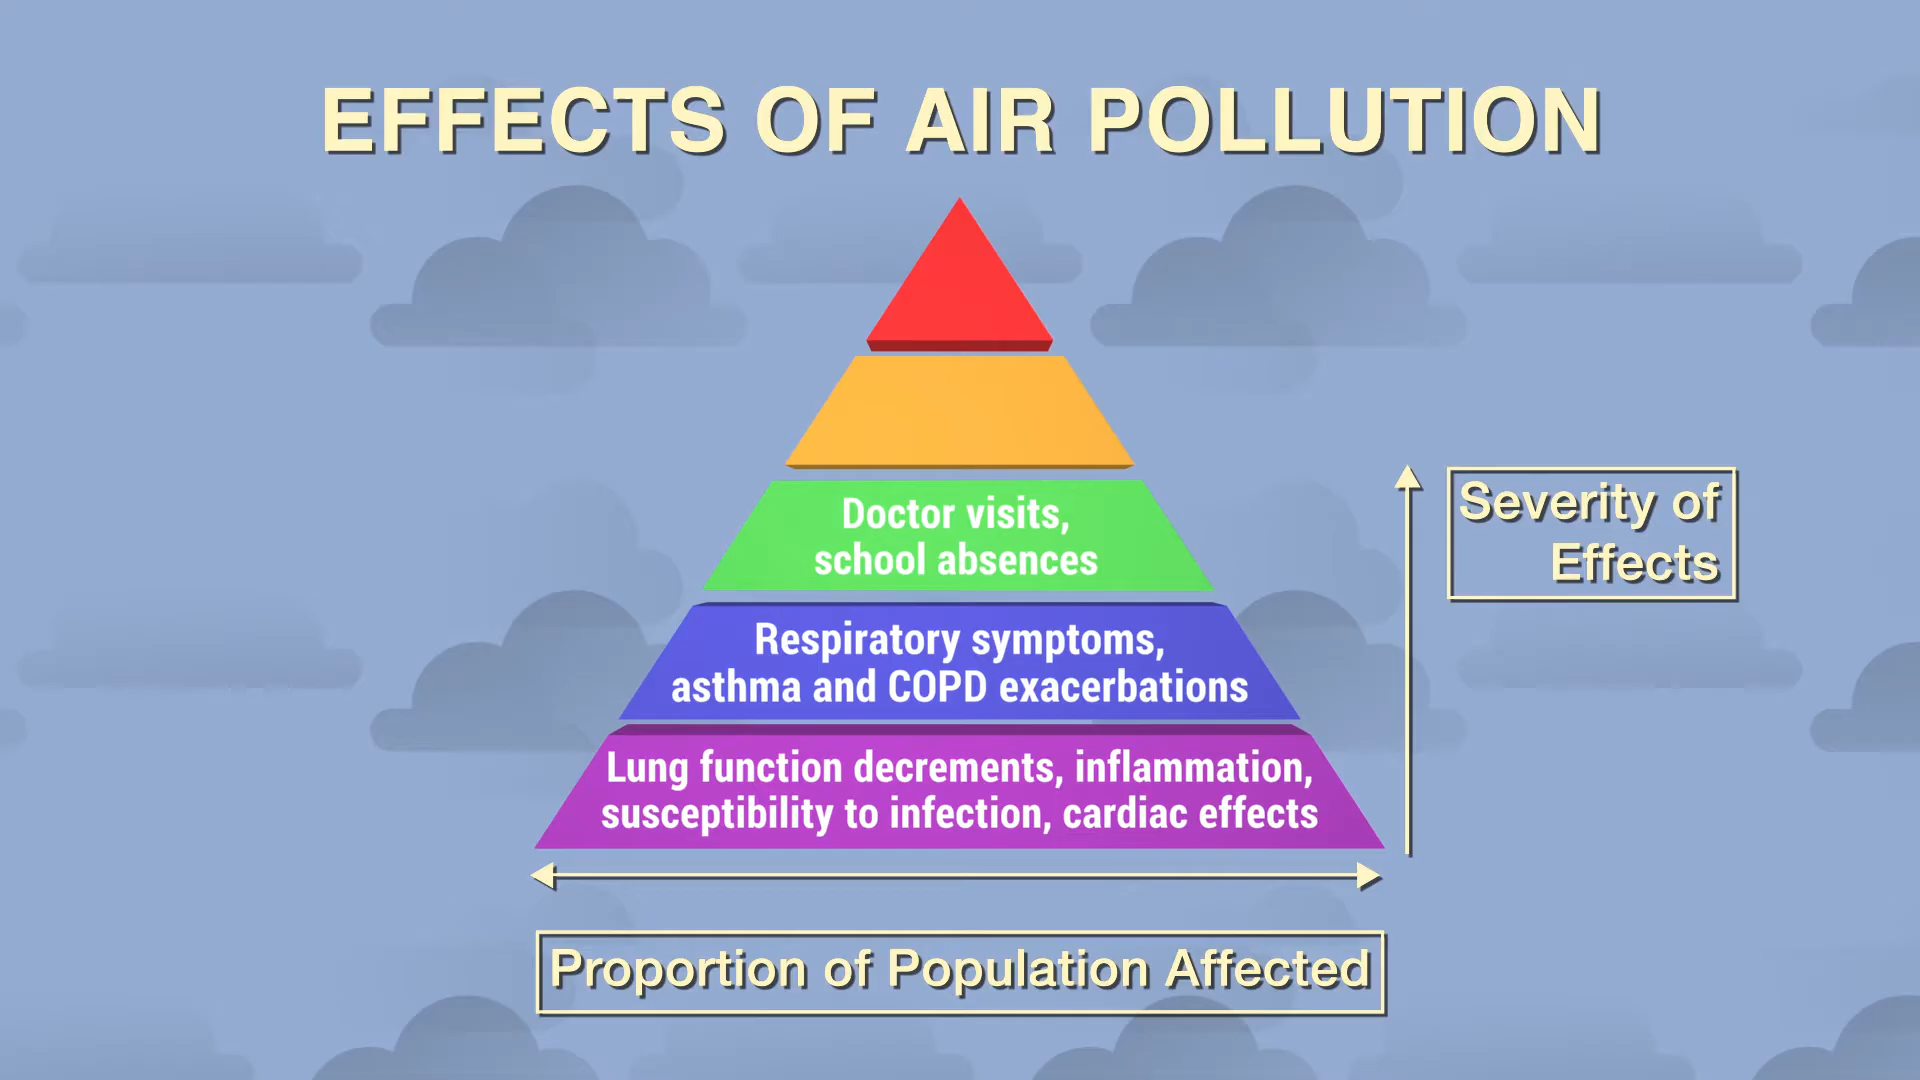 EFFECTS OF AIR POLLUTION
Doctor visits,
school absences
Respiratory symptoms,
asthma and COPD exacerbations
Lung function decrements, inflammation,
susceptibility to infection, cardiac effects
Severity of
Effects
Proportion of Population Affected